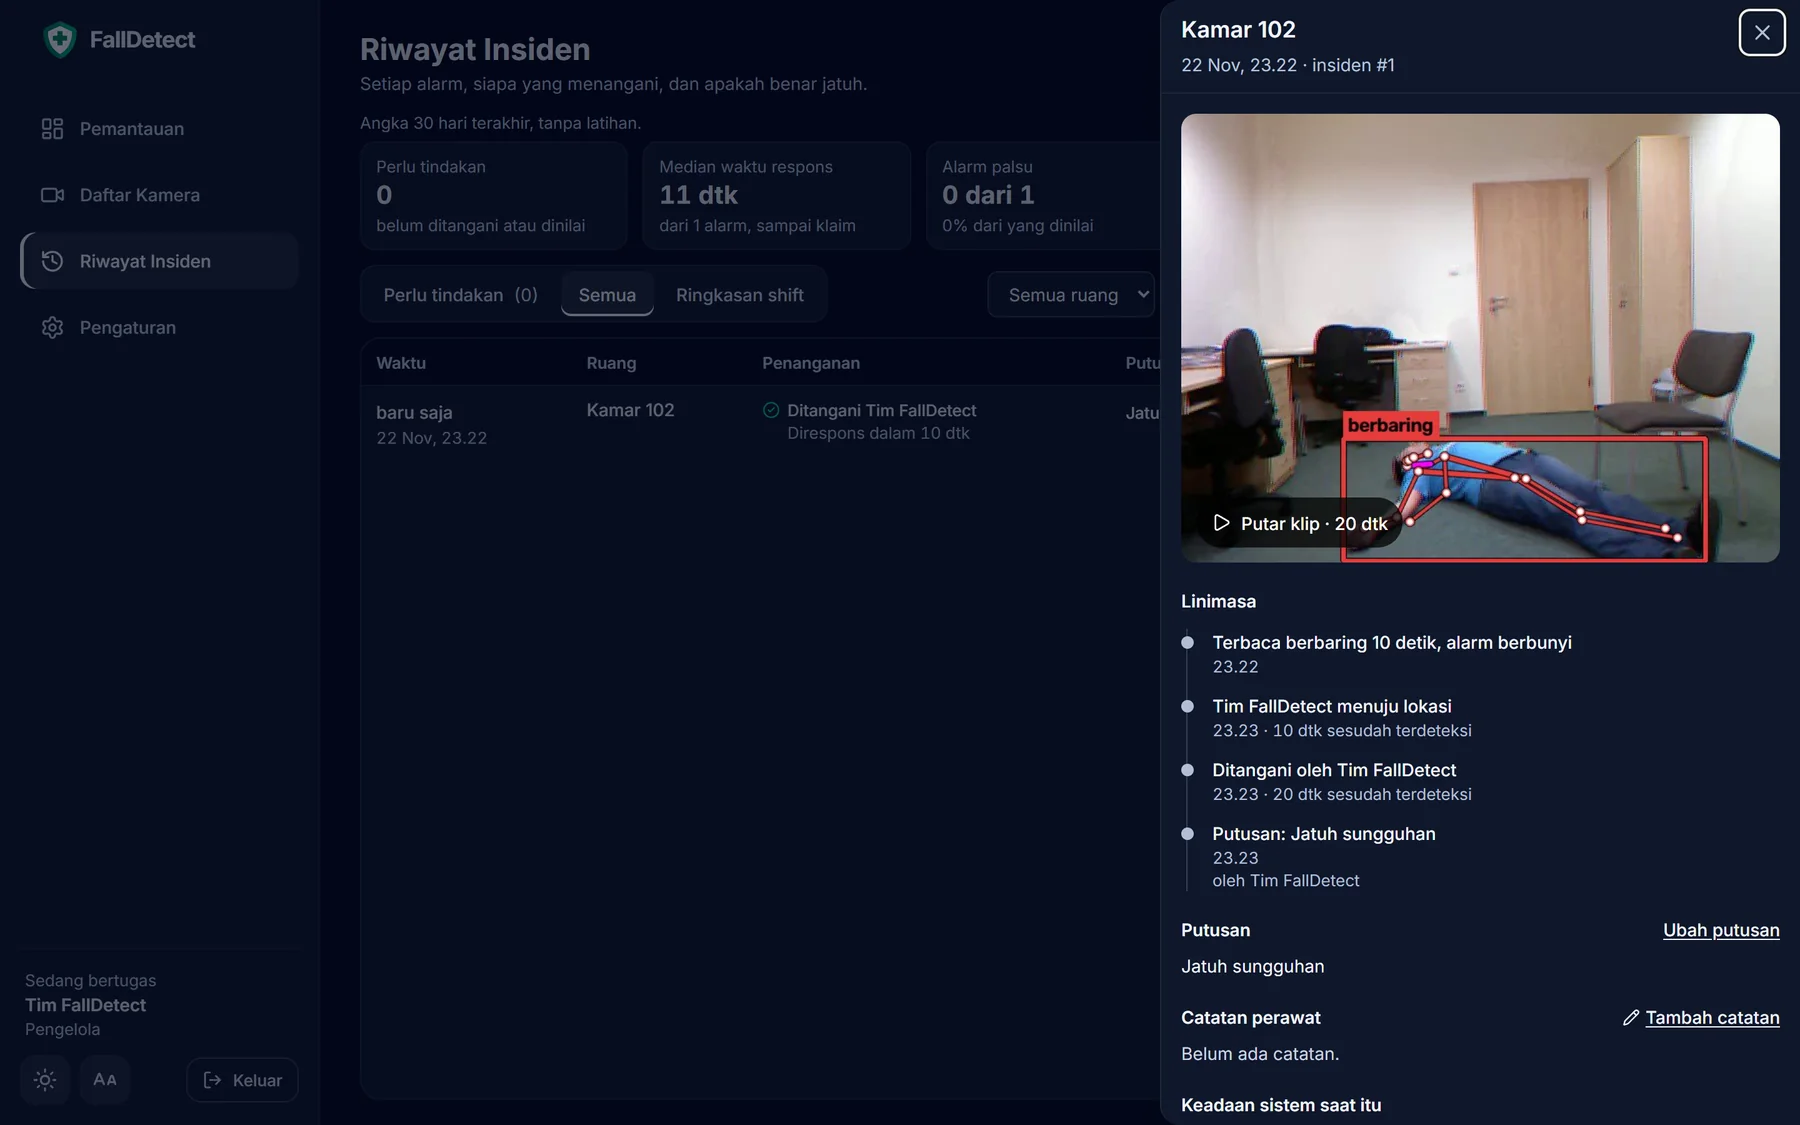 FallDetect
Pemantauan
Daftar Kamera
Riwayat Insiden
Pengaturan
Sedang bertugas
Tim FallDetect
Pengelola
AA
Keluar
Riwayat Insiden
Setiap alarm, siapa yang menangani, dan apakah benar jatuh.
Angka 30 hari terakhir, tanpa latihan.
Perlu tindakan
0
belum ditangani atau dinilai
Median waktu respons
11 dtk
dari 1 alarm, sampai klaim
Alarm palsu
0 dari 1
0% dari yang dinilai
Perlu tindakan (0) Semua Ringkasan shift
Semua ruang
Waktu Ruang Penanganan Putu
baru saja
22 Nov, 23.22
Kamar 102
Ditangani Tim FallDetect
Direspons dalam 10 dtk
Jatu
Kamar 102
22 Nov, 23.22 · insiden #1
berbaring
Putar klip · 20 dtk
Linimasa
Terbaca berbaring 10 detik, alarm berbunyi
23.22
Tim FallDetect menuju lokasi
23.23 · 10 dtk sesudah terdeteksi
Ditangani oleh Tim FallDetect
23.23 · 20 dtk sesudah terdeteksi
Putusan: Jatuh sungguhan
23.23
oleh Tim FallDetect
Putusan Ubah putusan
Jatuh sungguhan
Catatan perawat Tambah catatan
Belum ada catatan.
Keadaan sistem saat itu